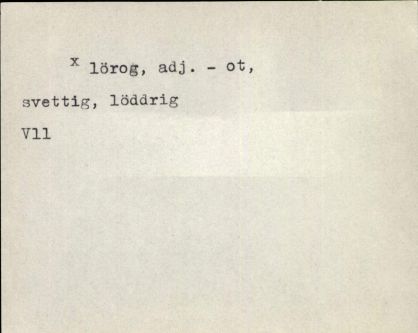 x lörog, adj. - ot,
svettig, löddrig
Vll